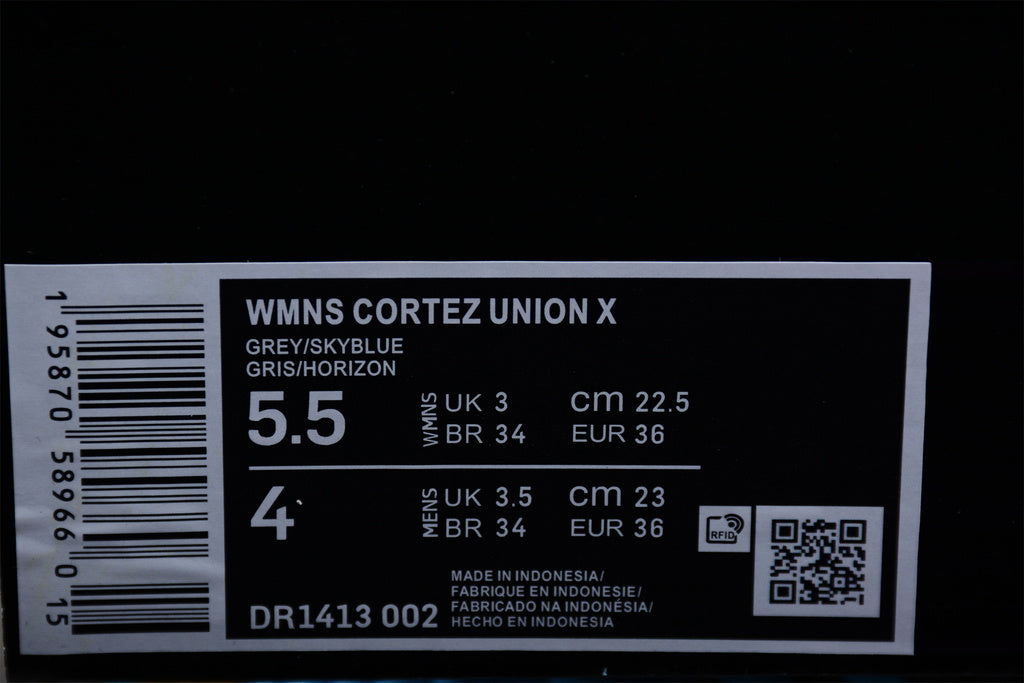 WMNS CORTEZ UNION X
GREY/SKYBLUE
GRIS/HORIZON
5.5
WMNS
UK 3 cm 22.5
BR 34 EUR 36
4
MENS
UK 3.5 cm 23
BR 34 EUR 36
RFID
MADE IN INDONESIA/
FABRIQUE EN INDONESIE/
FABRICADO NA INDONÉSIA/
HECHO EN INDONESIA
DR1413 002
1 95870 58966 0 15